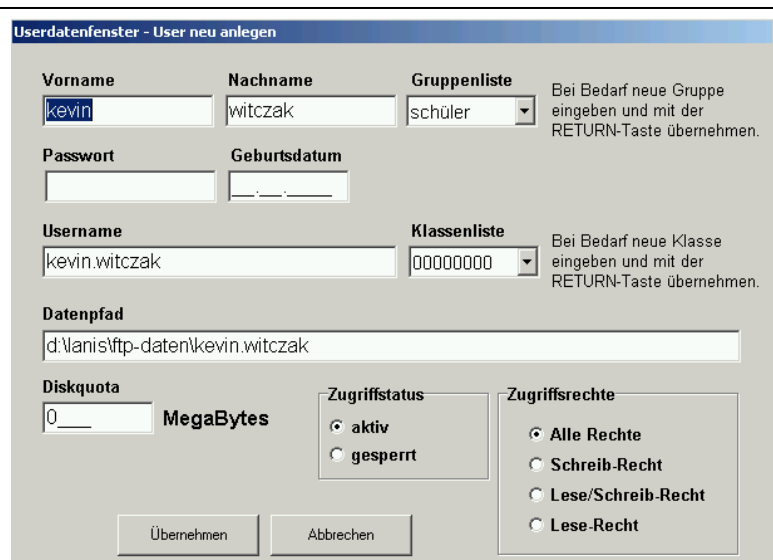 Userdatenfenster - User neu anlegen
Vorname
Nachname
Gruppenliste
kevin
witczak
schüler
Bei Bedarf neue Gruppe
eingeben und mit der
RETURN-Taste übernehmen.
Passwort
Geburtsdatum
__.__.____
Username
Klassenliste
kevin.witczak
00000000
Bei Bedarf neue Klasse
eingeben und mit der
RETURN-Taste übernehmen.
Datenpfad
d:\lanis\ftp-daten\kevin.witczak
Diskquota
0___
MegaBytes
Zugriffstatus
aktiv
gesperrt
Zugriffsrechte
Alle Rechte
Schreib-Recht
Lese/Schreib-Recht
Lese-Recht
Übernehmen
Abbrechen